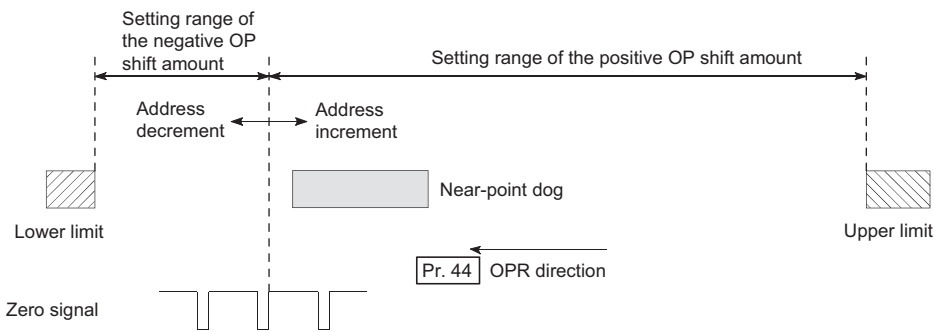 Setting range of
the negative OP
shift amount
Setting range of the positive OP shift amount
Address
decrement
Address
increment
Near-point dog
Lower limit
Upper limit
Pr. 44 OPR direction
Zero signal